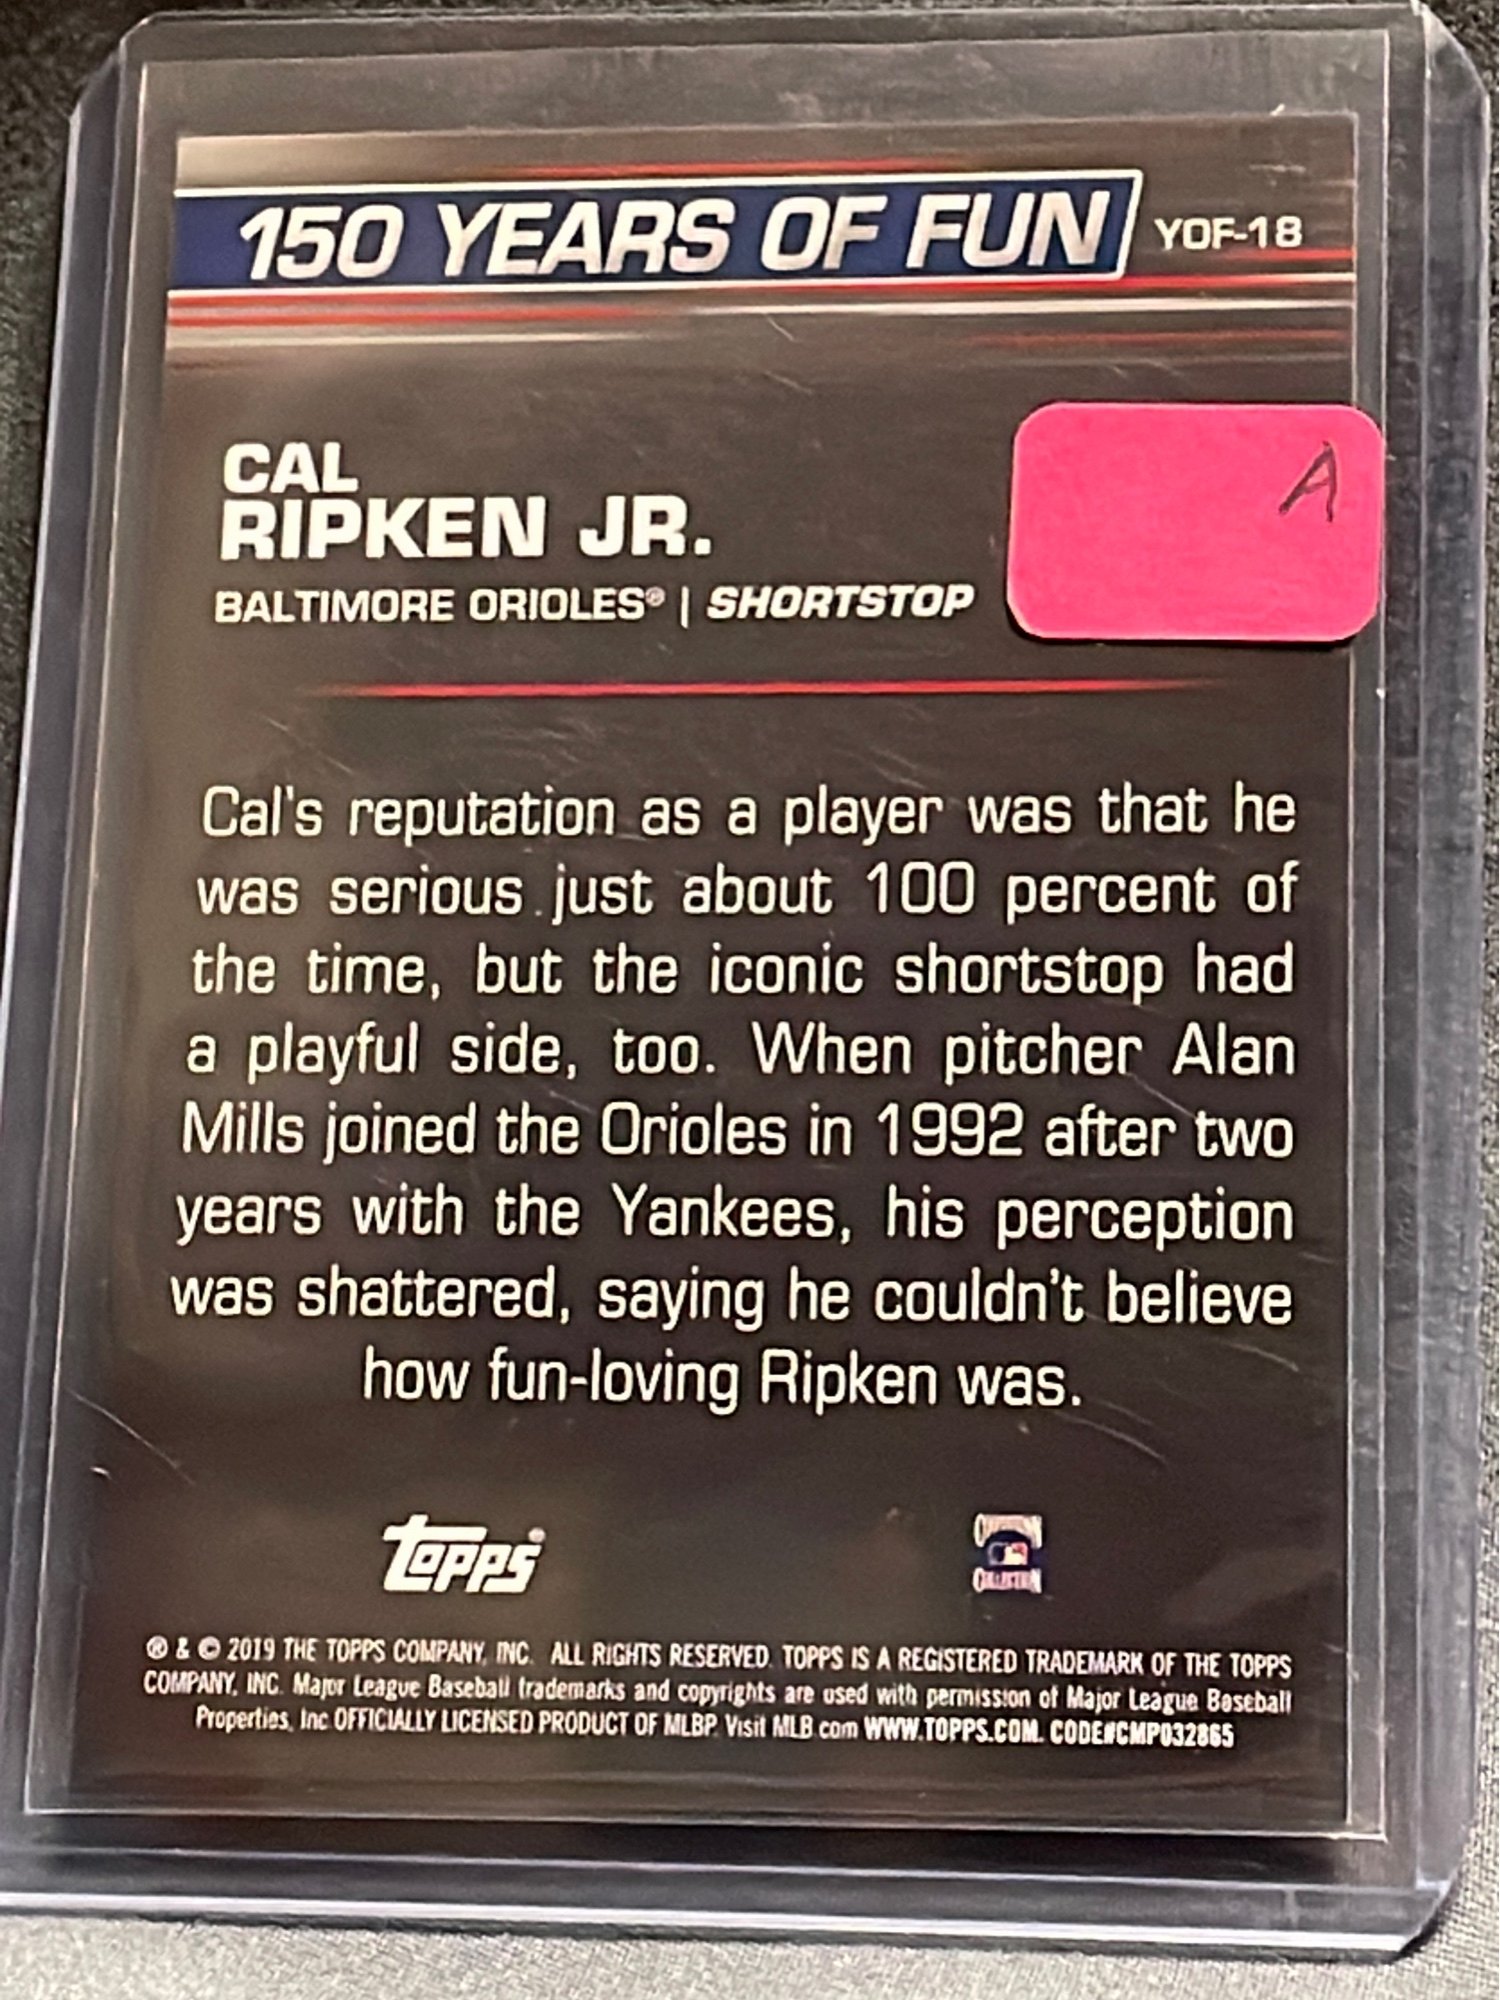 150 YEARS OF FUN YOF-18
CAL
RIPKEN JR.
BALTIMORE ORIOLES® | SHORTSTOP
A
Cal's reputation as a player was that he
was serious just about 100 percent of
the time, but the iconic shortstop had
a playful side, too. When pitcher Alan
Mills joined the Orioles in 1992 after two
years with the Yankees, his perception
was shattered, saying he couldn't believe
how fun-loving Ripken was.
Topps®
COLLECTION
® & © 2019 THE TOPPS COMPANY, INC. ALL RIGHTS RESERVED. TOPPS IS A REGISTERED TRADEMARK OF THE TOPPS
COMPANY, INC. Major League Baseball trademarks and copyrights are used with permission of Major League Baseball
Properties, Inc OFFICIALLY LICENSED PRODUCT OF MLBP. Visit MLB.com WWW.TOPPS.COM. CODE#CMP032865